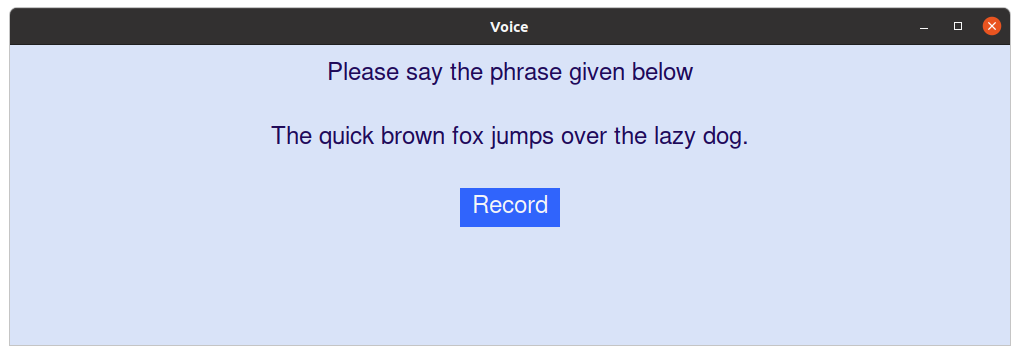 Voice
Please say the phrase given below
The quick brown fox jumps over the lazy dog.
Record